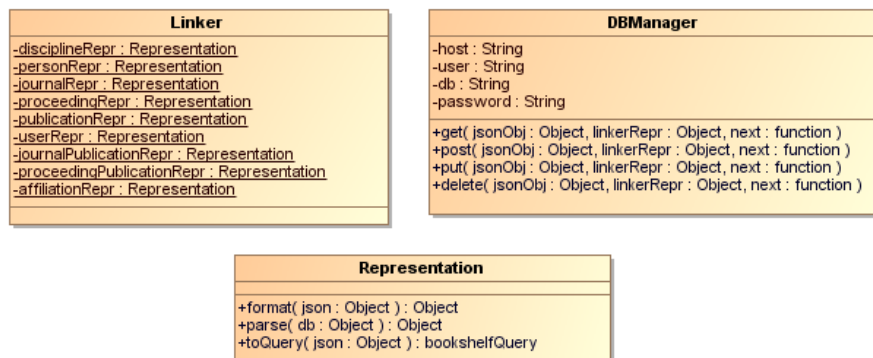 Linker
-disciplineRepr : Representation
-personRepr : Representation
-journalRepr : Representation
-proceedingRepr : Representation
-publicationRepr : Representation
-userRepr : Representation
-journalPublicationRepr : Representation
-proceedingPublicationRepr : Representation
-affiliationRepr : Representation
DBManager
-host : String
-user : String
-db : String
-password : String
+get( jsonObj : Object, linkerRepr : Object, next : function )
+post( jsonObj : Object, linkerRepr : Object, next : function )
+put( jsonObj : Object, linkerRepr : Object, next : function )
+delete( jsonObj : Object, linkerRepr : Object, next : function )
Representation
+format( json : Object ) : Object
+parse( db : Object ) : Object
+toQuery( json : Object ) : bookshelfQuery